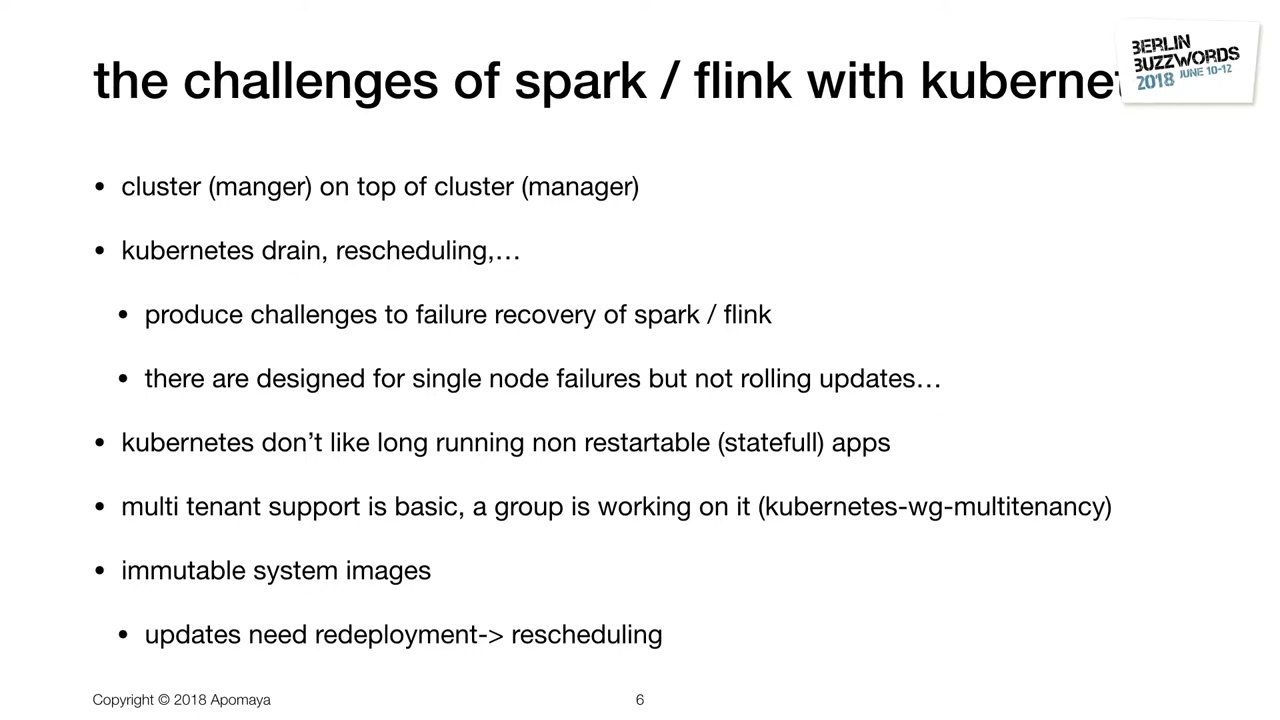 BERLIN
BUZZWORDS
2018 JUNE 10-12
the challenges of spark / flink with kubernet
• cluster (manger) on top of cluster (manager)
• kubernetes drain, rescheduling,…
• produce challenges to failure recovery of spark / flink
• there are designed for single node failures but not rolling updates…
• kubernetes don’t like long running non restartable (statefull) apps
• multi tenant support is basic, a group is working on it (kubernetes-wg-multitenancy)
• immutable system images
• updates need redeployment-> rescheduling
Copyright © 2018 Apomaya
6